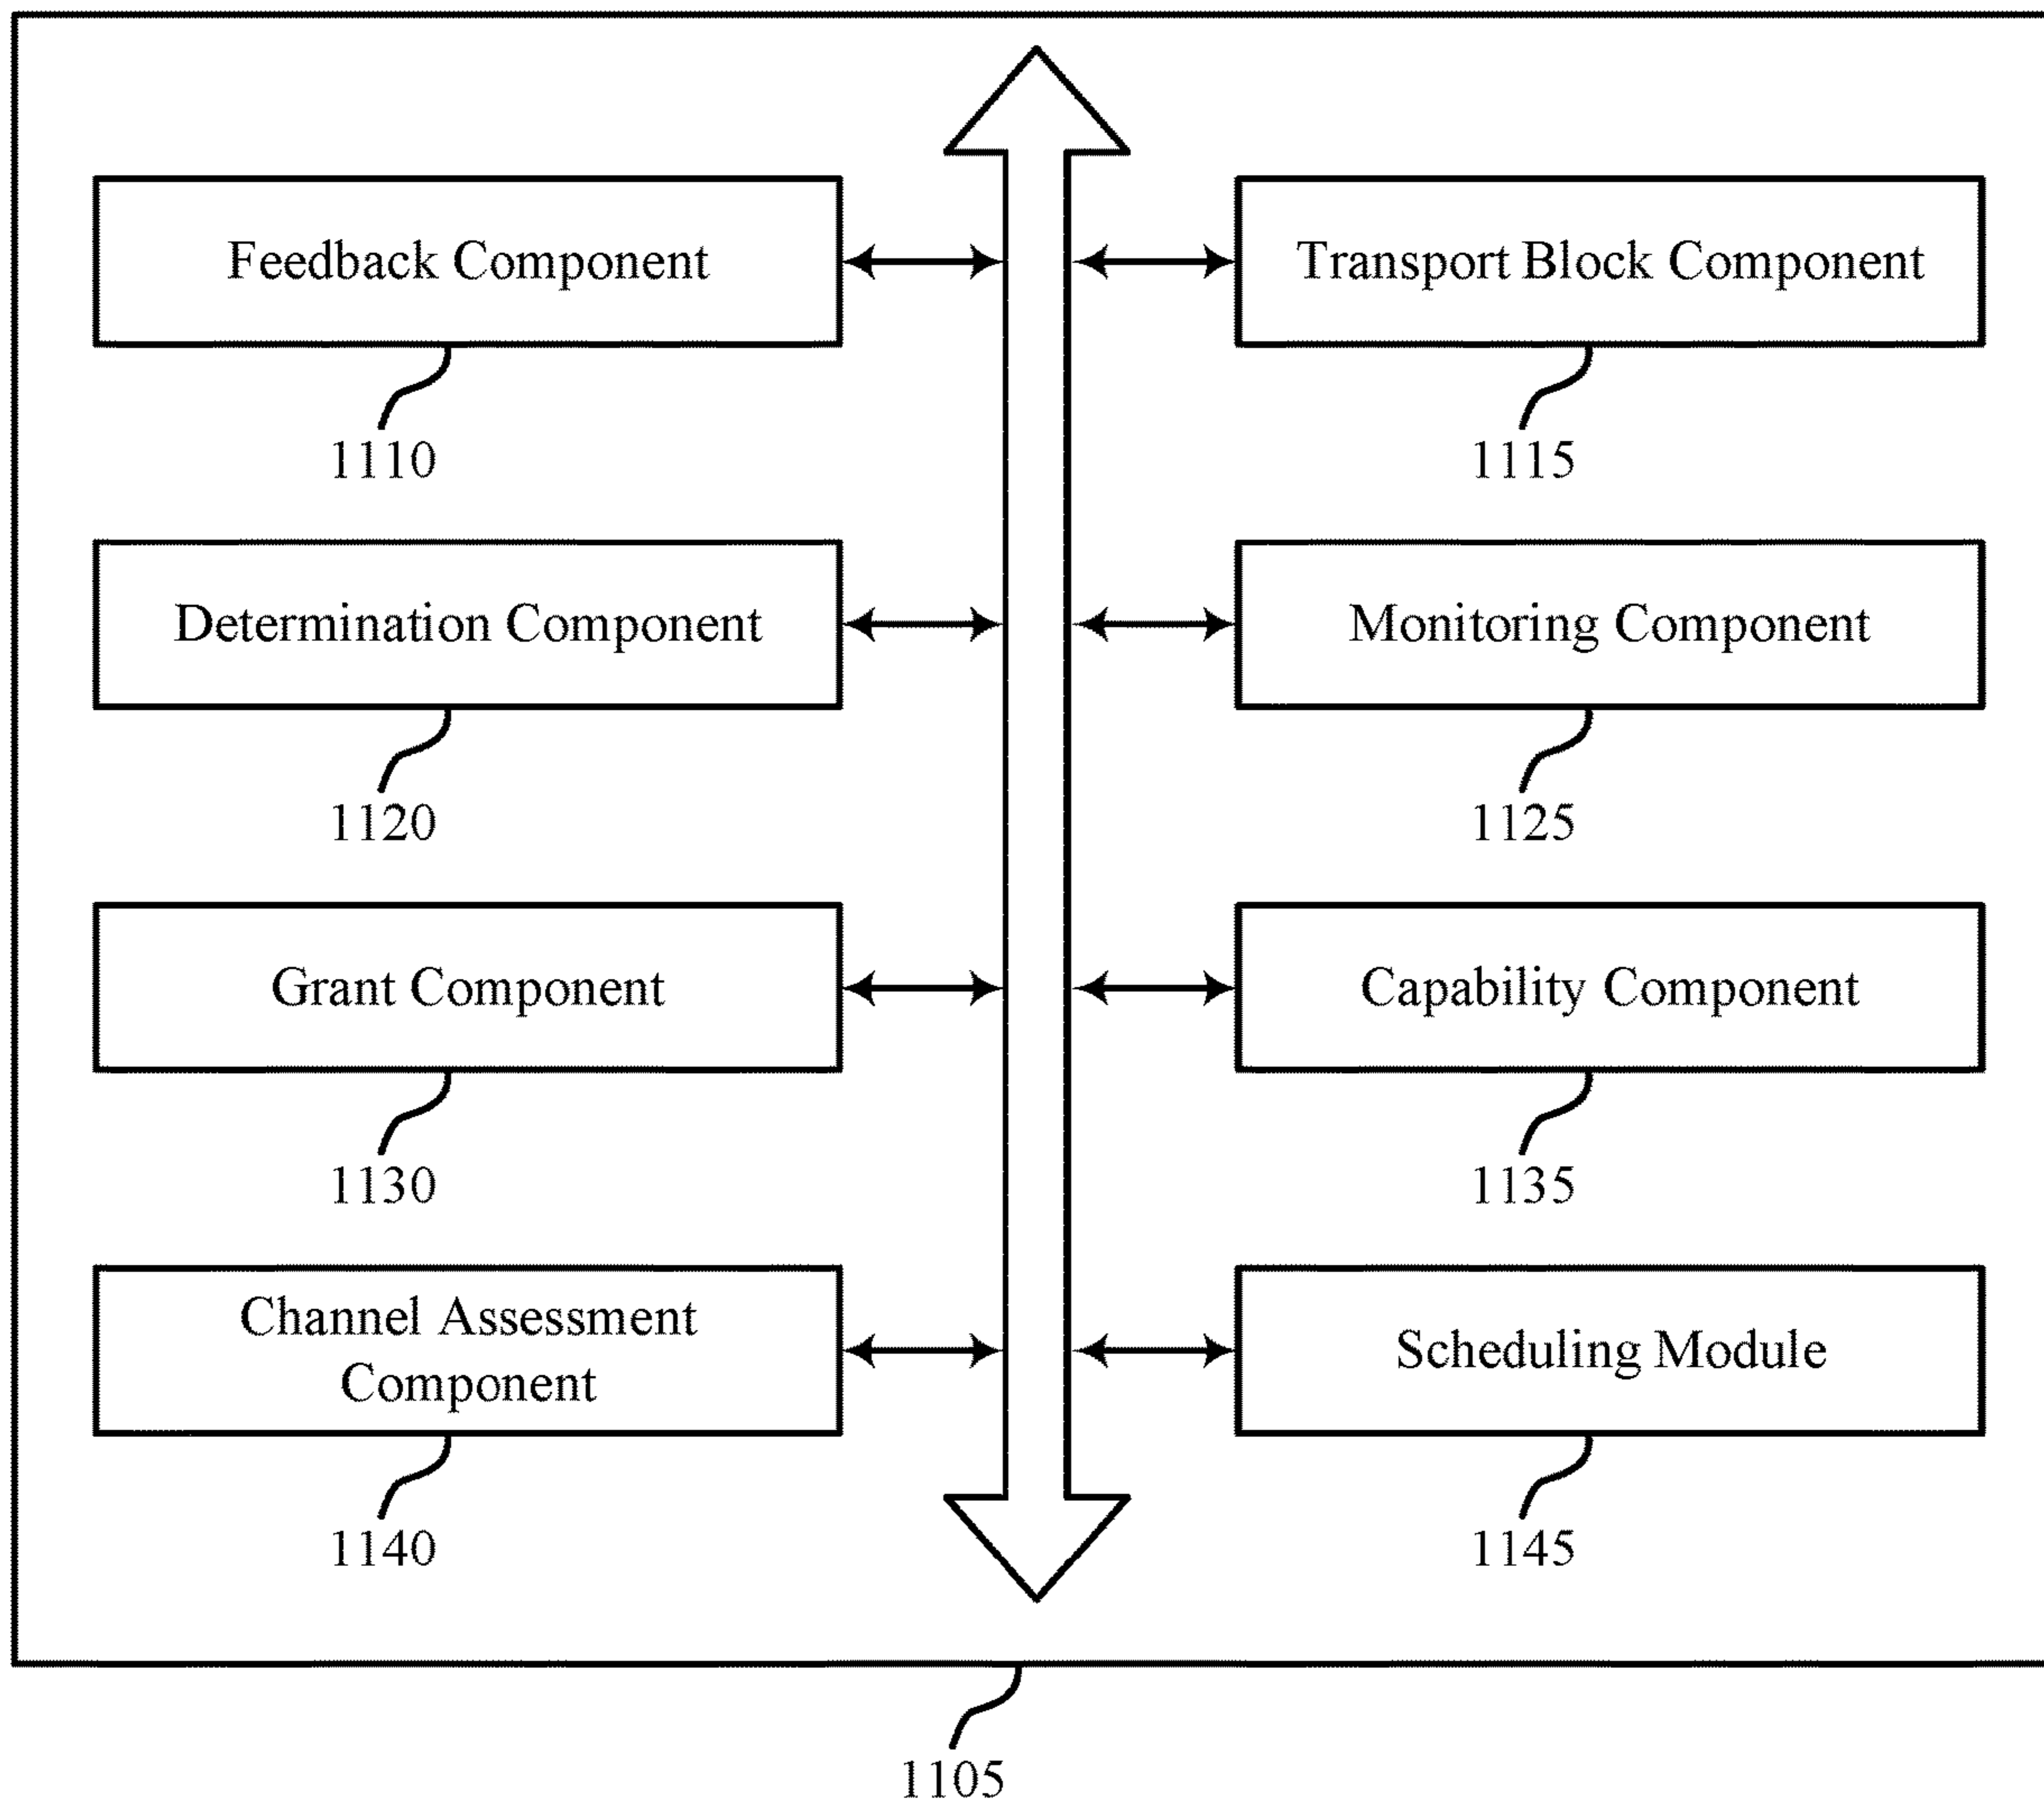 Feedback Component
Transport Block Component
1110
1115
Determination Component
Monitoring Component
1120
1125
Grant Component
Capability Component
1130
1135
Channel Assessment
Component
Scheduling Module
1140
1145
1105